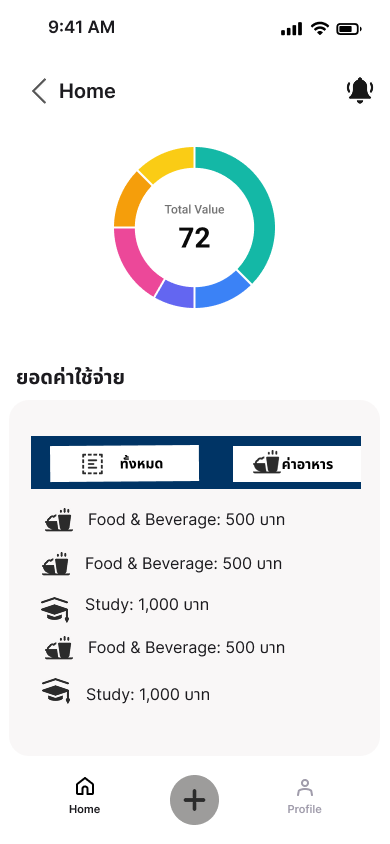 9:41 AM
Home
Total Value
72
ยอดค่าใช้จ่าย
ทั้งหมด
ค่าอาหาร
Food & Beverage: 500 บาท
Food & Beverage: 500 บาท
Study: 1,000 บาท
Food & Beverage: 500 บาท
Study: 1,000 บาท
Home
Profile